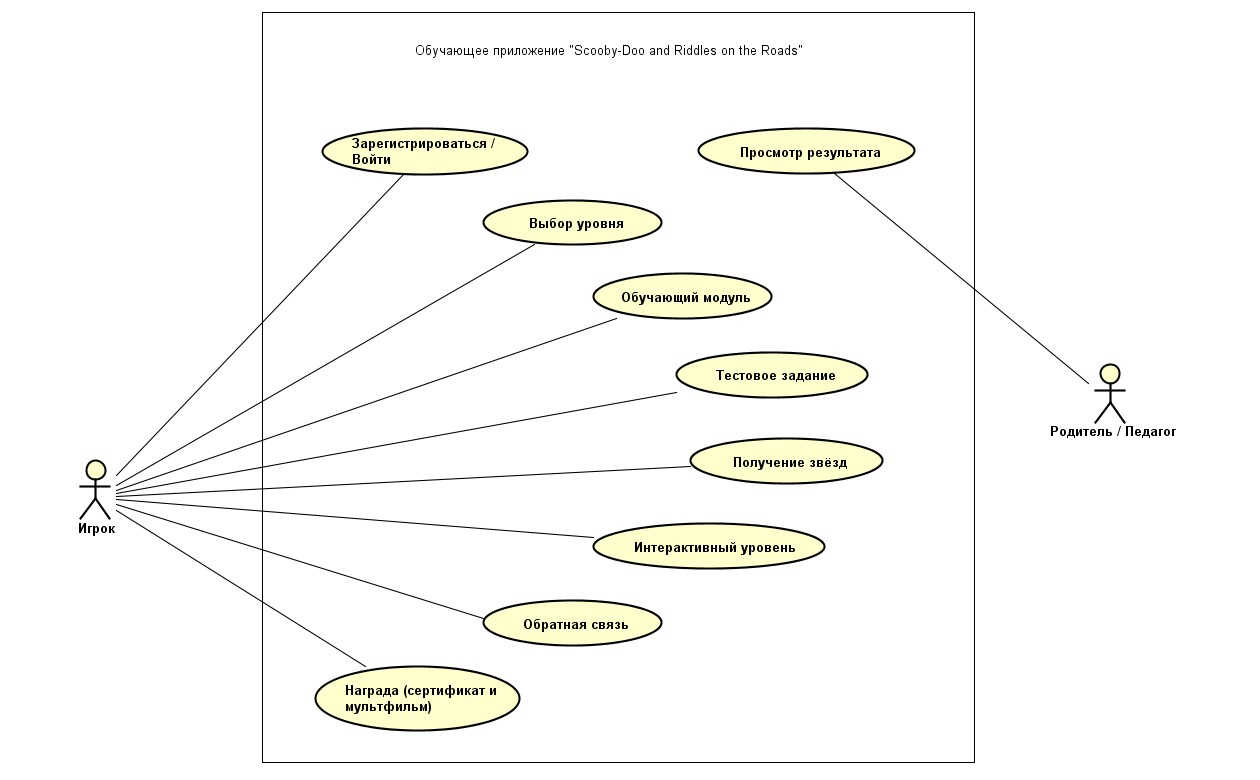 Обучающее приложение "Scooby-Doo and Riddles on the Roads"
Зарегистрироваться /
Войти
Просмотр результата
Выбор уровня
Обучающий модуль
Тестовое задание
Родитель / Педагог
Получение звёзд
Игрок
Интерактивный уровень
Обратная связь
Награда (сертификат и
мультфильм)